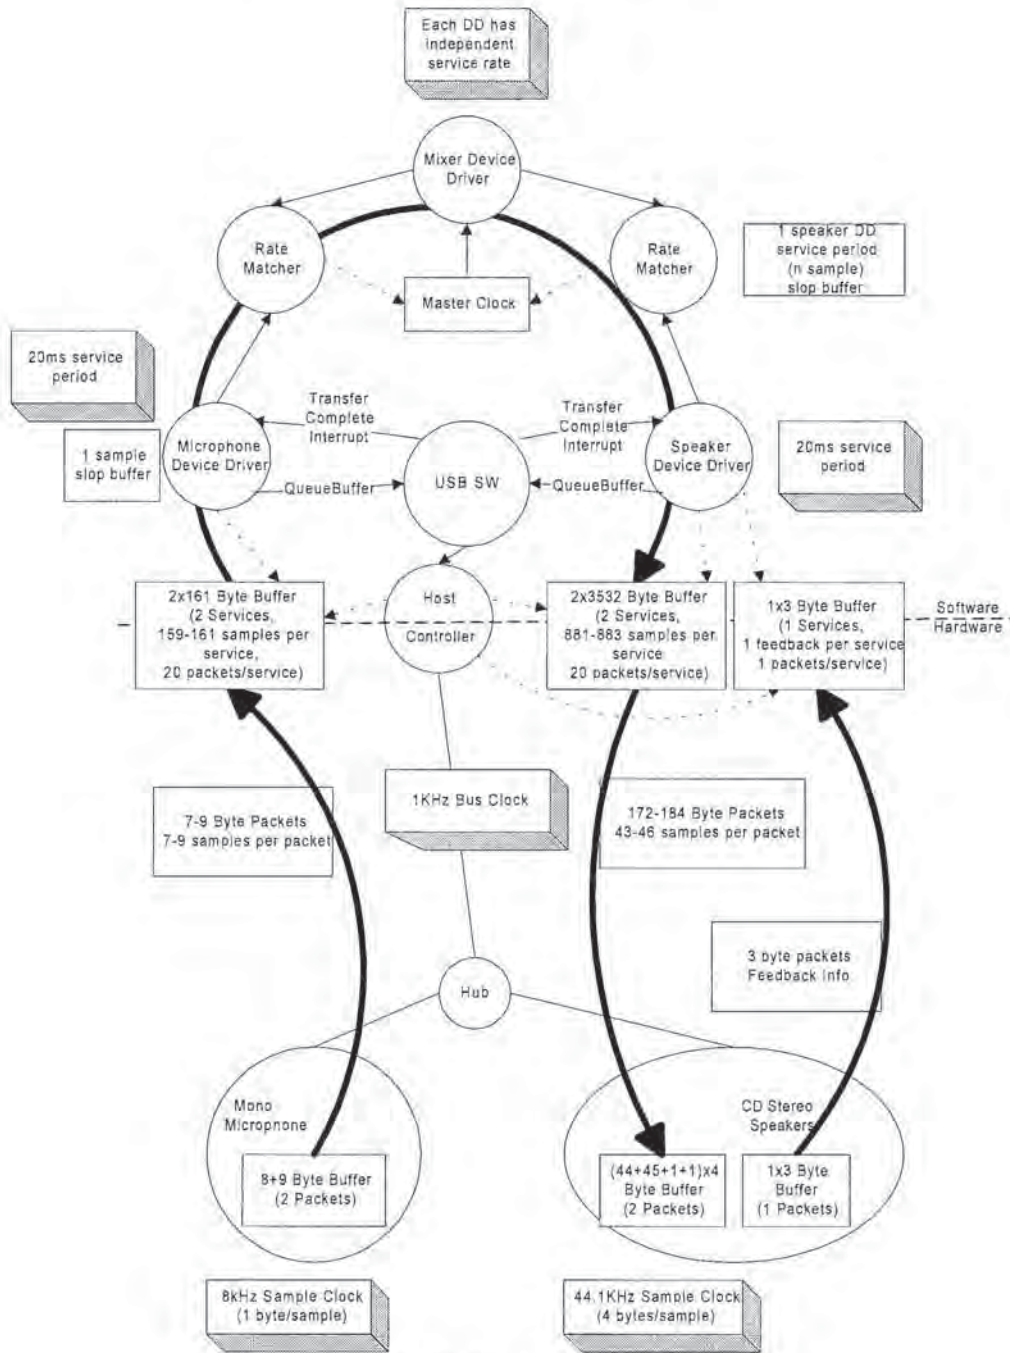 Each DD has
independent
service rate
Mixer Device
Driver
Rate
Matcher
Rate
Matcher
1 speaker DD
service period
(n sample)
slop buffer
Master Clock
20ms service
period
Transfer
Complete
Interrupt
Transfer
Complete
Interrupt
1 sample
slop buffer
Microphone
Device Driver
USB SW
Speaker
Device Driver
20ms service
period
QueueBuffer
QueueBuffer
2x161 Byte Buffer
(2 Services,
159-161 samples per
service,
20 packets/service)
Host
Controller
2x3532 Byte Buffer
(2 Services,
881-883 samples per
service
20 packets/service)
1x3 Byte Buffer
(1 Services,
1 feedback per service
1 packets/service)
Software
Hardware
7-9 Byte Packets
7-9 samples per packet
1KHz Bus Clock
172-184 Byte Packets
43-46 samples per packet
3 byte packets
Feedback Info
Hub
Mono
Microphone
CD Stereo
Speakers
8+9 Byte Buffer
(2 Packets)
(44+45+1+1)x4
Byte Buffer
(2 Packets)
1x3 Byte
Buffer
(1 Packets)
8kHz Sample Clock
(1 byte/sample)
44.1KHz Sample Clock
(4 bytes/sample)